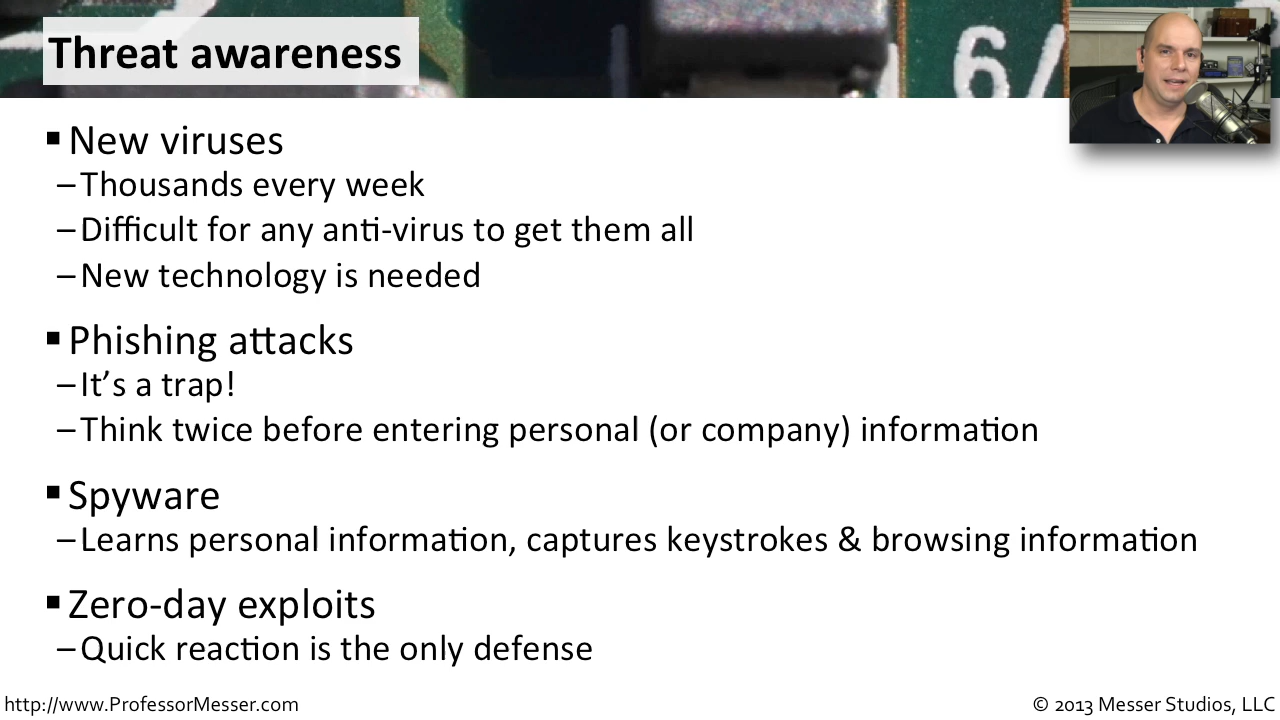 Threat awareness
6/
▪ New viruses
– Thousands every week
– Difficult for any anti-virus to get them all
– New technology is needed
▪ Phishing attacks
– It’s a trap!
– Think twice before entering personal (or company) information
▪ Spyware
– Learns personal information, captures keystrokes & browsing information
▪ Zero-day exploits
– Quick reaction is the only defense
http://www.ProfessorMesser.com
© 2013 Messer Studios, LLC